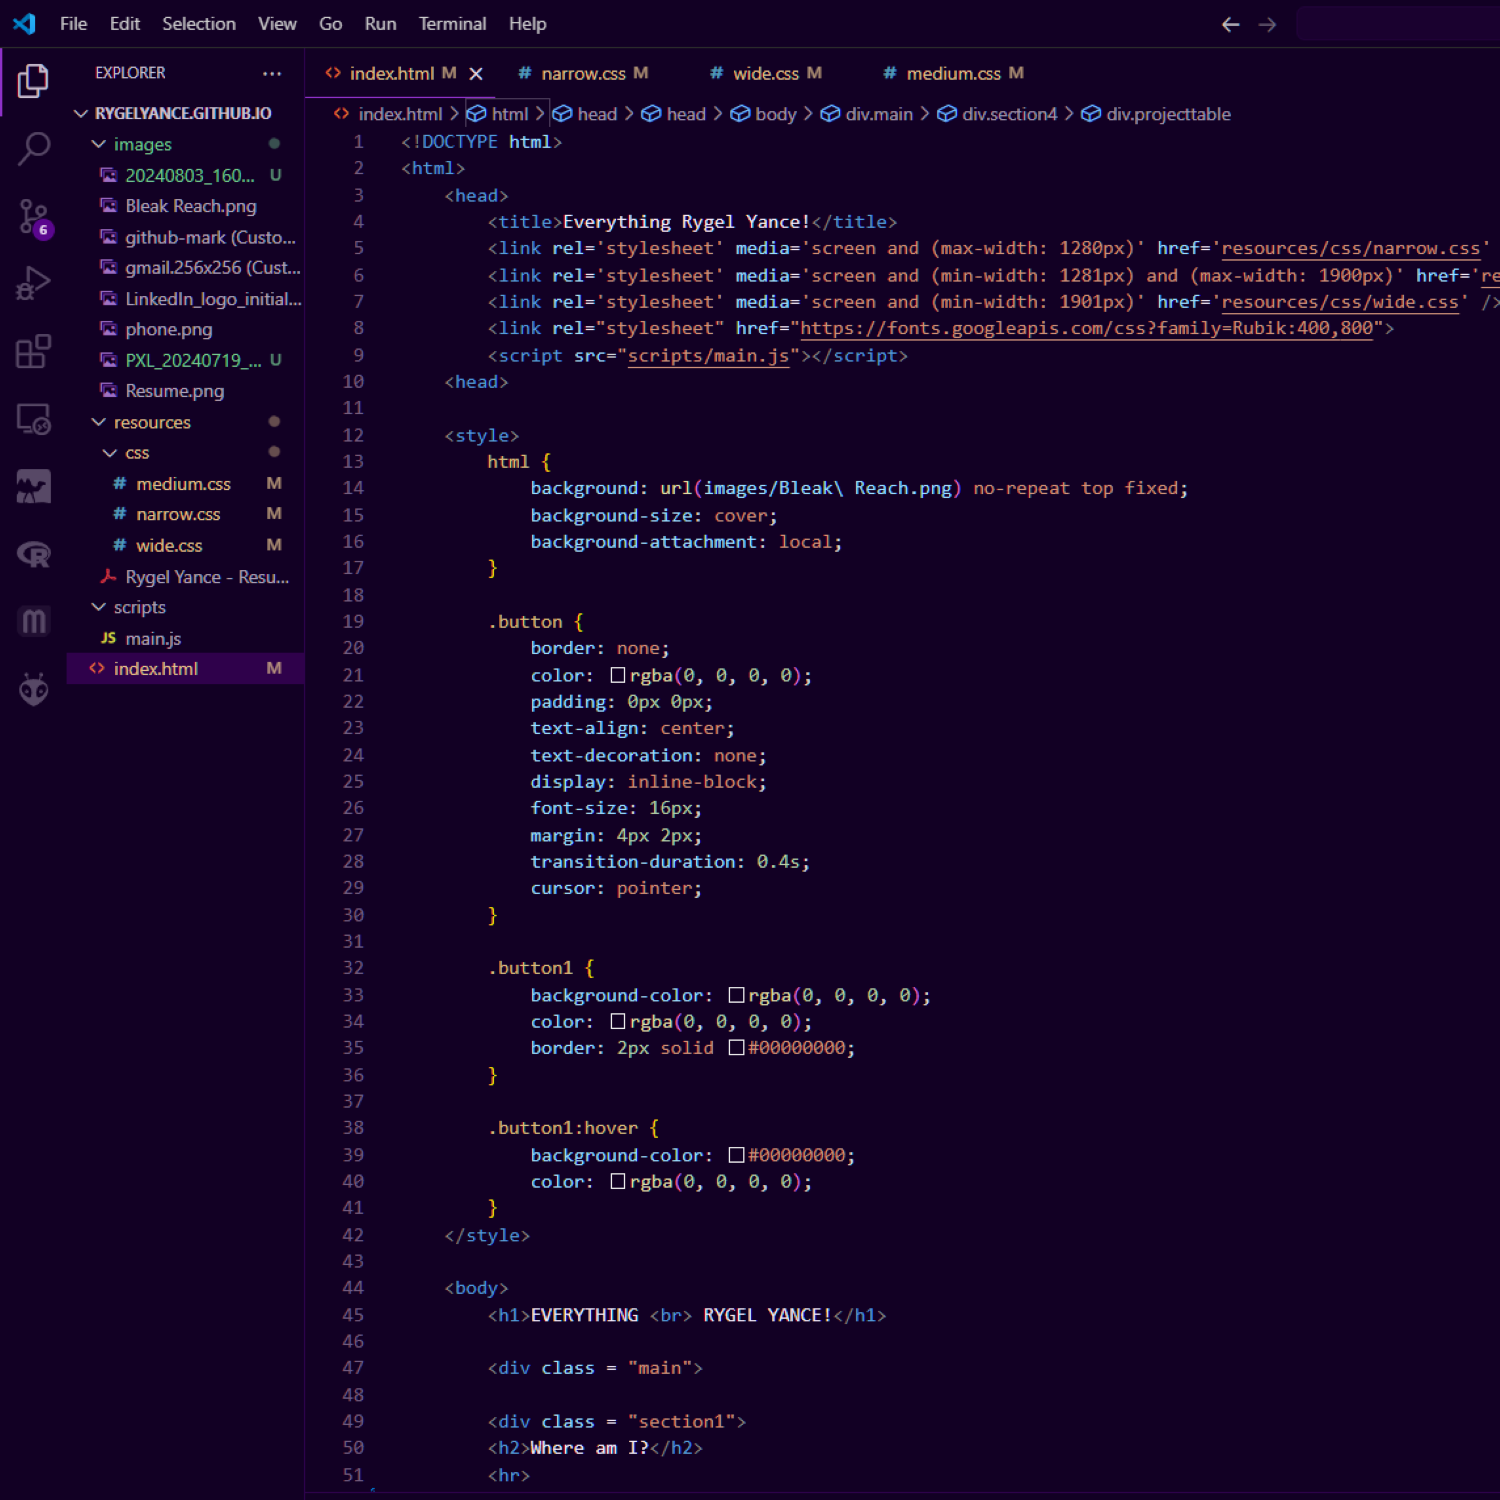 File Edit Selection View Go Run Terminal Help
EXPLORER ...
RYGELYANCE.GITHUB.IO
images
20240803_160... U
Bleak Reach.png
github-mark (Custo...
gmail.256x256 (Cust...
LinkedIn_logo_initial...
phone.png
PXL_20240719_... U
Resume.png
resources
css
# medium.css M
# narrow.css M
# wide.css M
Rygel Yance - Resu...
scripts
JS main.js
<> index.html M
6
<> index.html M # narrow.css M # wide.css M # medium.css M
<> index.html > html > head > head > body > div.main > div.section4 > div.projecttable
1 <!DOCTYPE html>
2 <html>
3 <head>
4 <title>Everything Rygel Yance!</title>
5 <link rel='stylesheet' media='screen and (max-width: 1280px)' href='resources/css/narrow.css'
6 <link rel='stylesheet' media='screen and (min-width: 1281px) and (max-width: 1900px)' href='re
7 <link rel='stylesheet' media='screen and (min-width: 1901px)' href='resources/css/wide.css' />
8 <link rel="stylesheet" href="https://fonts.googleapis.com/css?family=Rubik:400,800">
9 <script src="scripts/main.js"></script>
10 <head>
11
12 <style>
13 html {
14 background: url(images/Bleak\ Reach.png) no-repeat top fixed;
15 background-size: cover;
16 background-attachment: local;
17 }
18
19 .button {
20 border: none;
21 color: rgba(0, 0, 0, 0);
22 padding: 0px 0px;
23 text-align: center;
24 text-decoration: none;
25 display: inline-block;
26 font-size: 16px;
27 margin: 4px 2px;
28 transition-duration: 0.4s;
29 cursor: pointer;
30 }
31
32 .button1 {
33 background-color: rgba(0, 0, 0, 0);
34 color: rgba(0, 0, 0, 0);
35 border: 2px solid #00000000;
36 }
37
38 .button1:hover {
39 background-color: #00000000;
40 color: rgba(0, 0, 0, 0);
41 }
42 </style>
43
44 <body>
45 <h1>EVERYTHING <br> RYGEL YANCE!</h1>
46
47 <div class = "main">
48
49 <div class = "section1">
50 <h2>Where am I?</h2>
51 <hr>